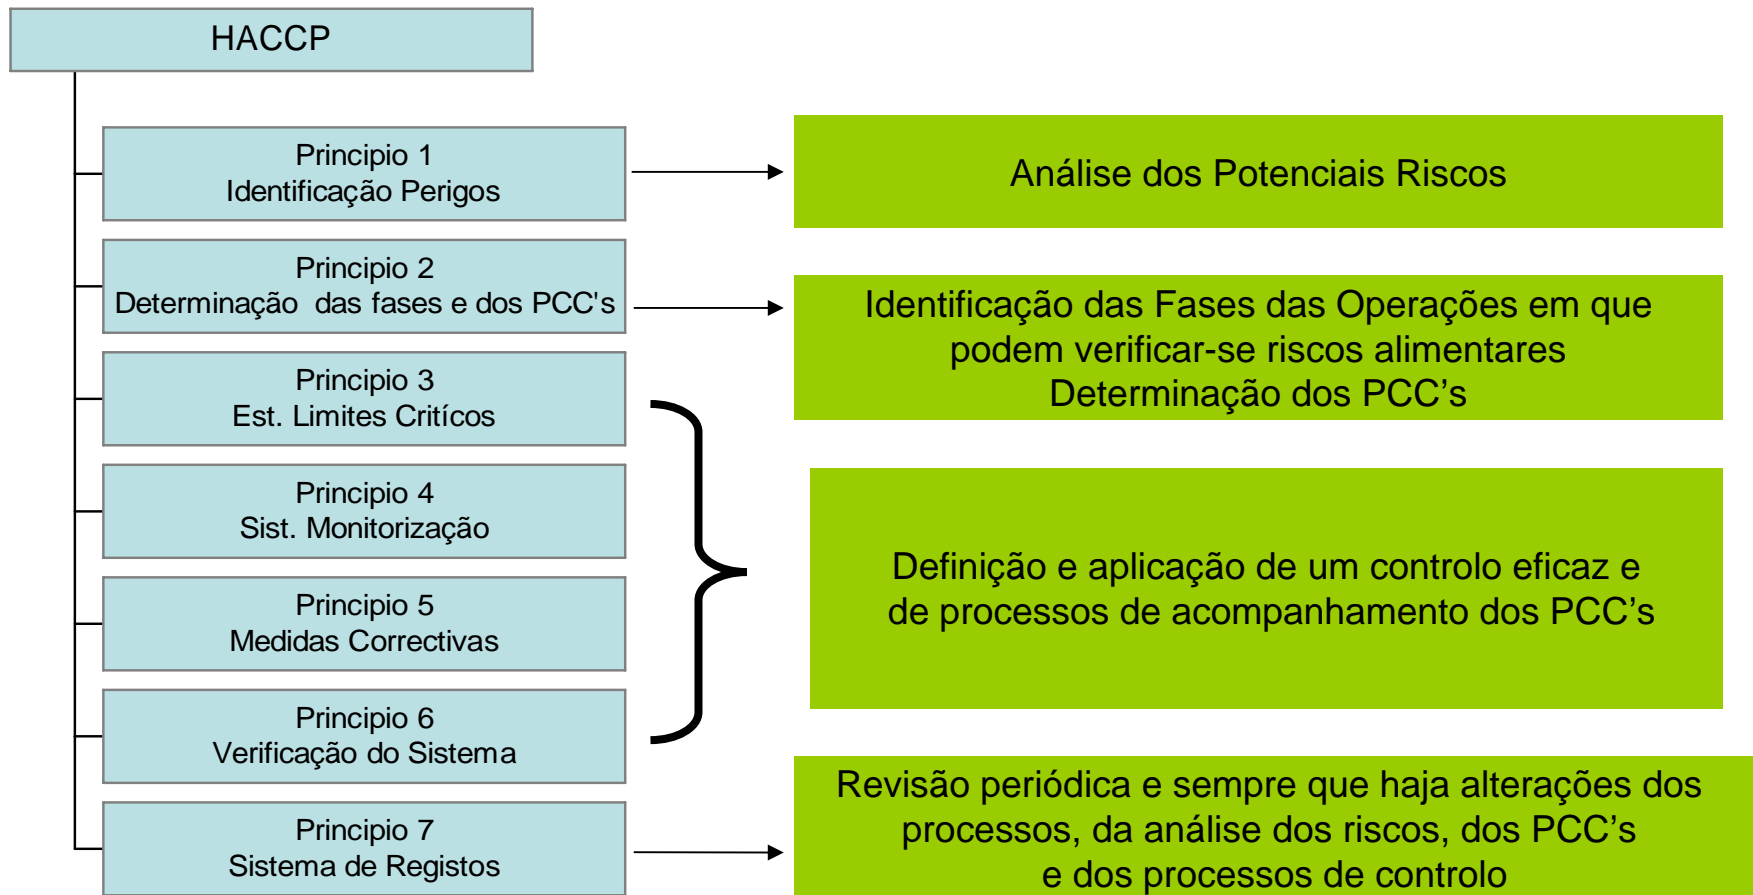 HACCP
Principio 1
Identificação Perigos
Análise dos Potenciais Riscos
Principio 2
Determinação das fases e dos PCC's
Identificação das Fases das Operações em que
podem verificar-se riscos alimentares
Determinação dos PCC's
Principio 3
Est. Limites Critícos
Principio 4
Sist. Monitorização
Principio 5
Medidas Correctivas
Principio 6
Verificação do Sistema
Definição e aplicação de um controlo eficaz e
de processos de acompanhamento dos PCC's
Principio 7
Sistema de Registos
Revisão periódica e sempre que haja alterações dos
processos, da análise dos riscos, dos PCC's
e dos processos de controlo